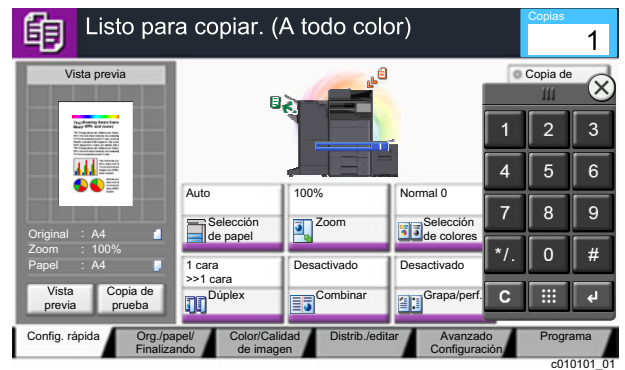 Listo para copiar. (A todo color)
Copias
1
Vista previa
Original : A4
Zoom : 100%
Papel : A4
Vista previa
Copia de prueba
1
Copia de
Auto
Selección de papel
100%
Zoom
Normal 0
Selección de colores
1 cara
>>1 cara
Dúplex
Desactivado
Combinar
Desactivado
Grapa/perf.
1 2 3
4 5 6
7 8 9
*/. 0 #
C
Config. rápida
Org./papel/
Finalizando
Color/Calidad
de imagen
Distrib./editar
Avanzado
Configuración
Programa
c010101_01